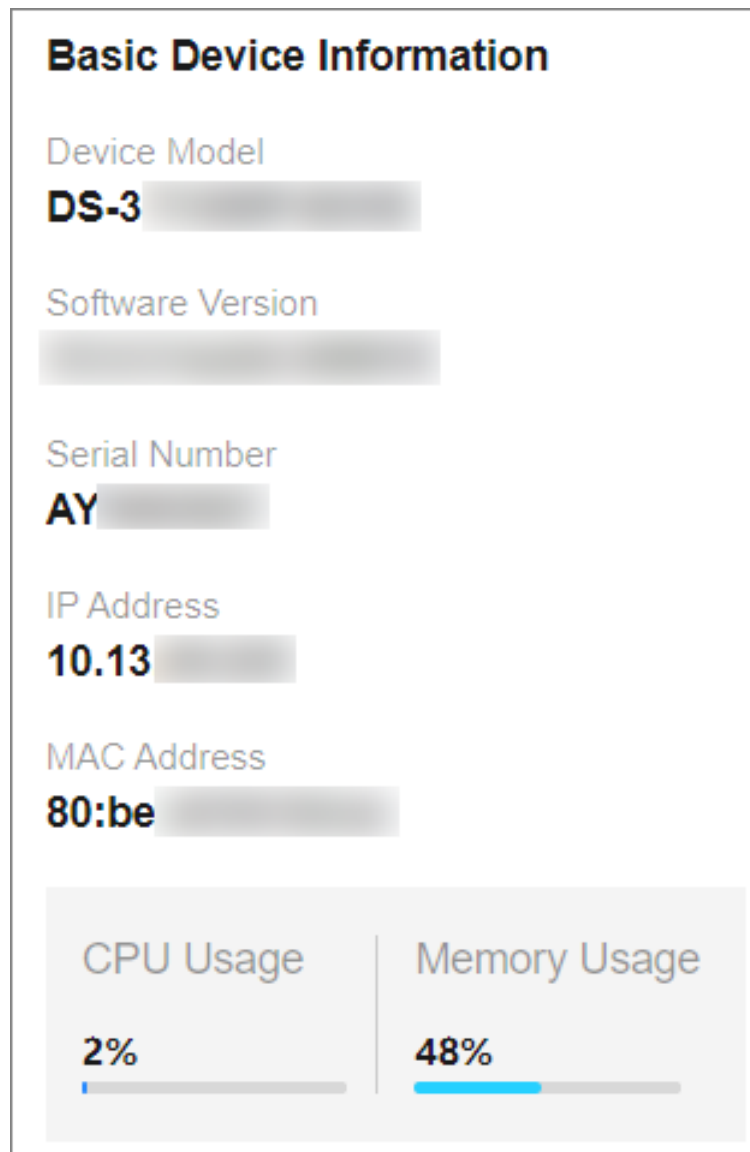 Basic Device Information
Device Model
DS-3
Software Version
Serial Number
AY
IP Address
10.13
MAC Address
80:be
CPU Usage
Memory Usage
2%
48%